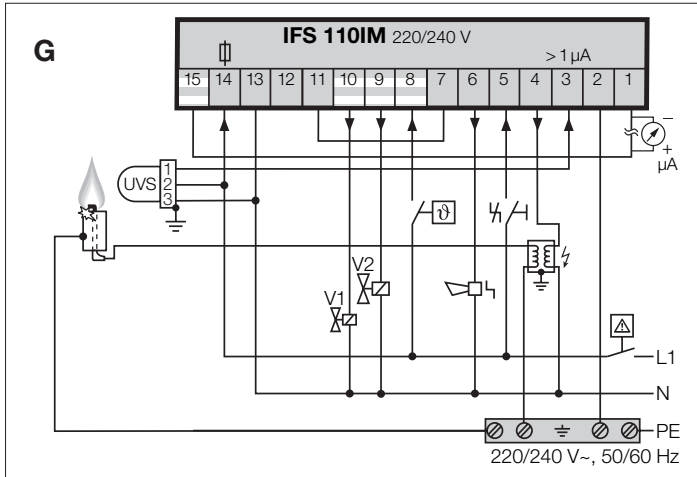 G
IFS 110IM 220/240 V
> 1 µA
15 14 13 12 11 10 9 8 7 6 5 4 3 2 1
−
+
µA
UVS
1
2
3
ϑ
V1
V2
L1
N
PE
220/240 V~, 50/60 Hz